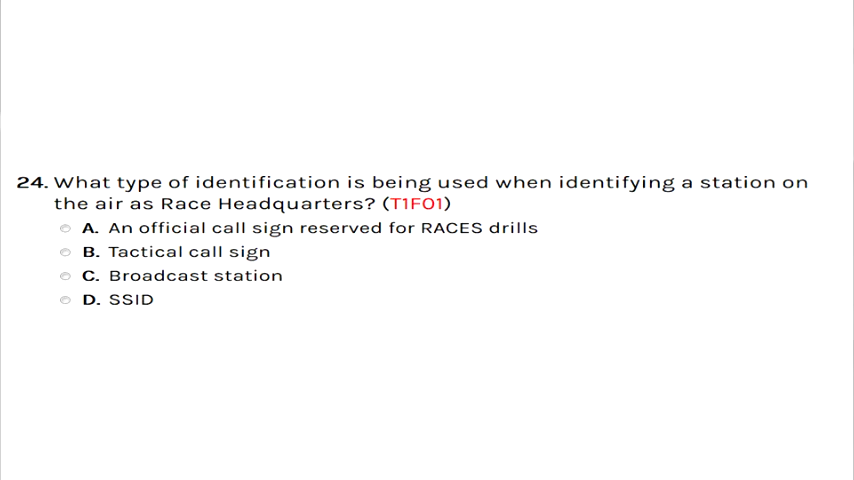 24. What type of identification is being used when identifying a station on
the air as Race Headquarters? (T1F01)
A. An official call sign reserved for RACES drills
B. Tactical call sign
C. Broadcast station
D. SSID